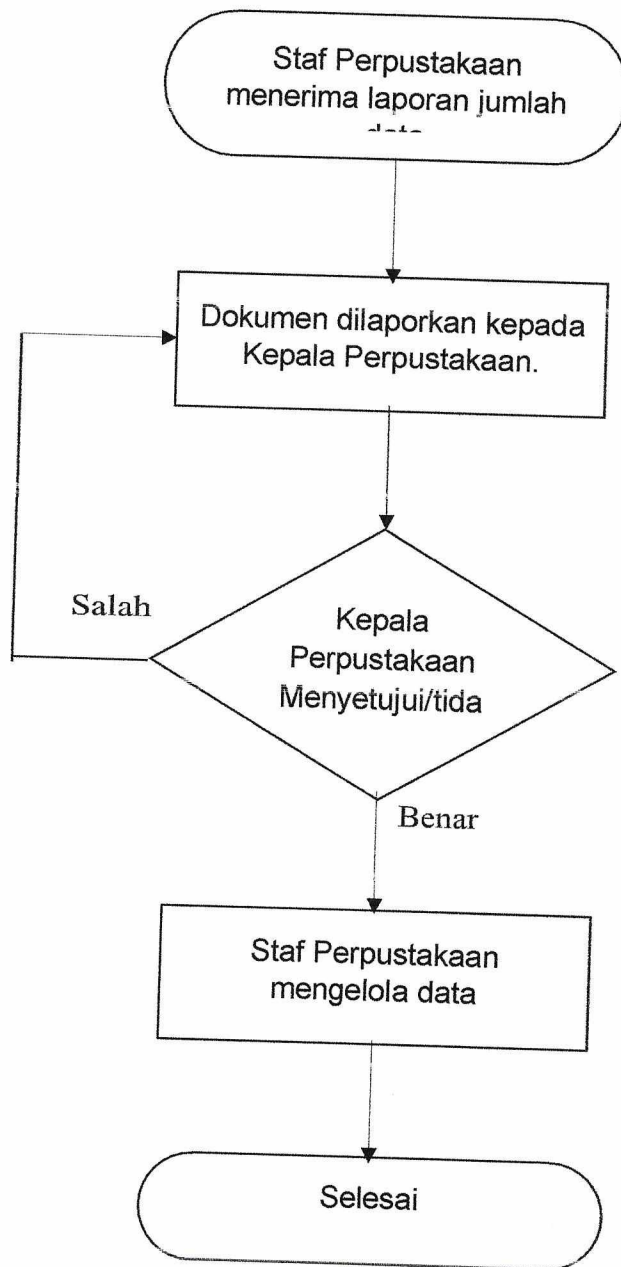 Staf Perpustakaan
menerima laporan jumlah
Dokumen dilaporkan kepada
Kepala Perpustakaan.
Salah
Kepala
Perpustakaan
Menyetujui/tida
Benar
Staf Perpustakaan
mengelola data
Selesai